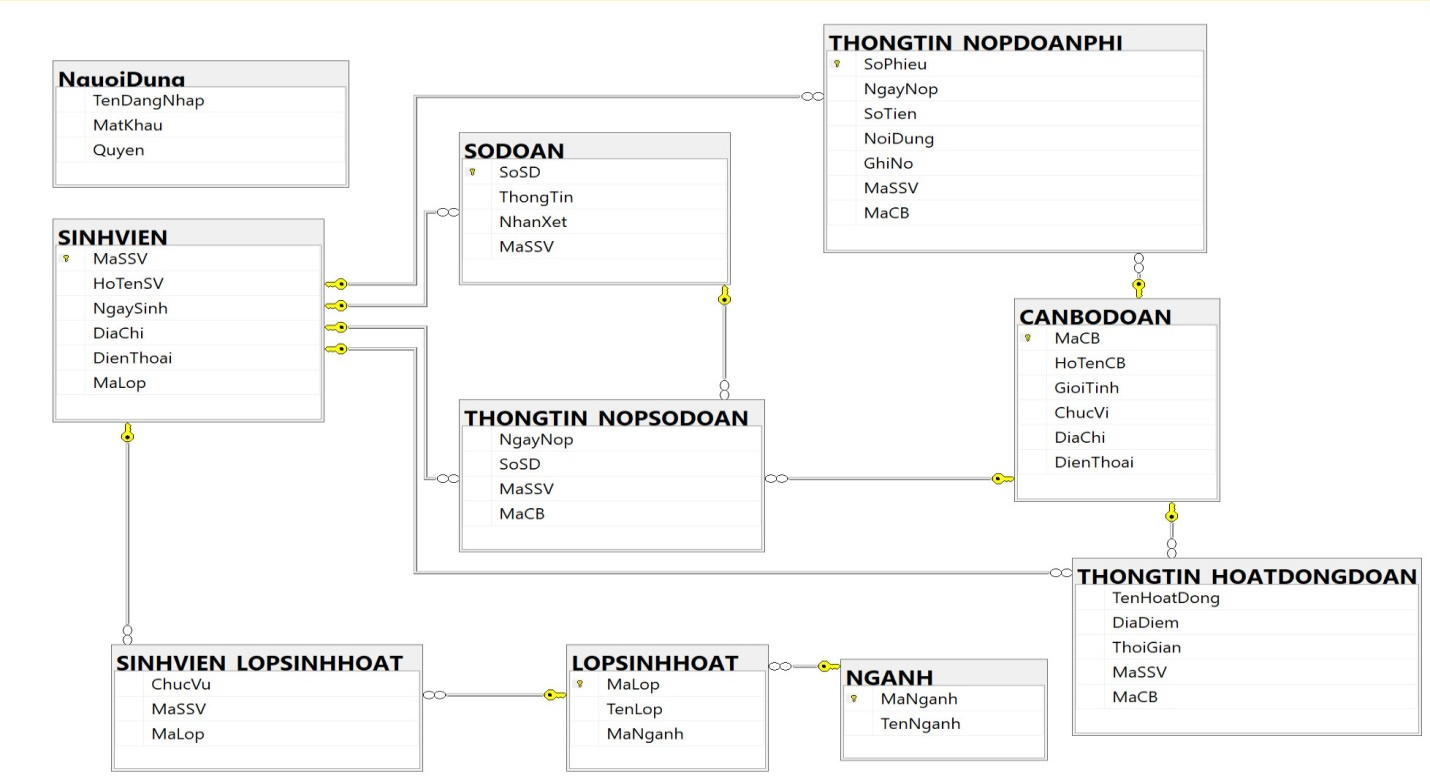 NguoiDung
TenDangNhap
MatKhau
Quyen
SINHVIEN
MaSSV
HoTenSV
NgaySinh
DiaChi
DienThoai
MaLop
SODOAN
SoSD
ThongTin
NhanXet
MaSSV
THONGTIN_NOPDOANPHI
SoPhieu
NgayNop
SoTien
NoiDung
GhiNo
MaSSV
MaCB
THONGTIN_NOPSODOAN
NgayNop
SoSD
MaSSV
MaCB
CANBODOAN
MaCB
HoTenCB
GioiTinh
ChucVi
DiaChi
DienThoai
THONGTIN_HOATDONGDOAN
TenHoatDong
DiaDiem
ThoiGian
MaSSV
MaCB
SINHVIEN_LOPSINHHOAT
ChucVu
MaSSV
MaLop
LOPSINHHOAT
MaLop
TenLop
MaNganh
NGANH
MaNganh
TenNganh